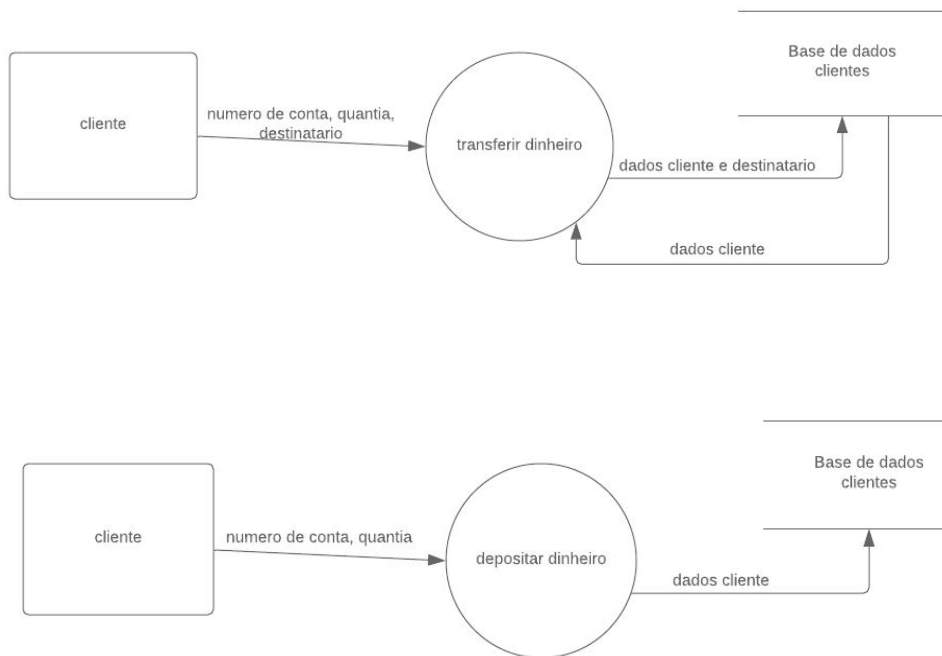 Base de dados
clientes
cliente
numero de conta, quantia,
destinatario
transferir dinheiro
dados cliente e destinatario
dados cliente
Base de dados
clientes
cliente
numero de conta, quantia
depositar dinheiro
dados cliente